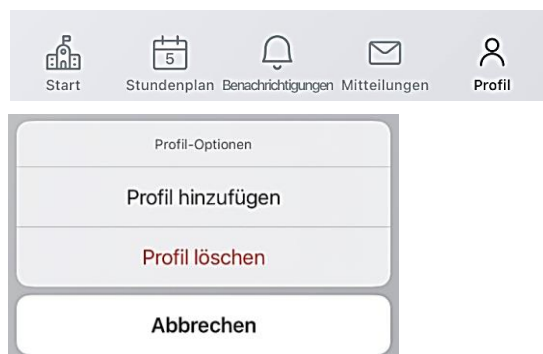 5
Start Stundenplan Benachrichtigungen Mitteilungen Profil
Profil-Optionen
Profil hinzufügen
Profil löschen
Abbrechen